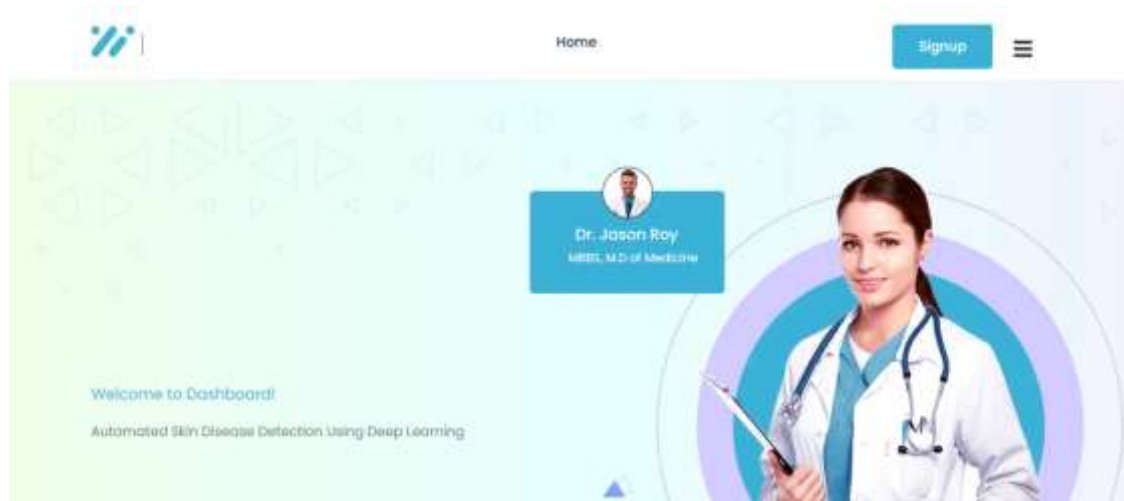 Home
Signup
Dr. Jason Roy
MBBS, M.D of Medicine
Welcome to Dashboard!
Automated Skin Disease Detection Using Deep Learning